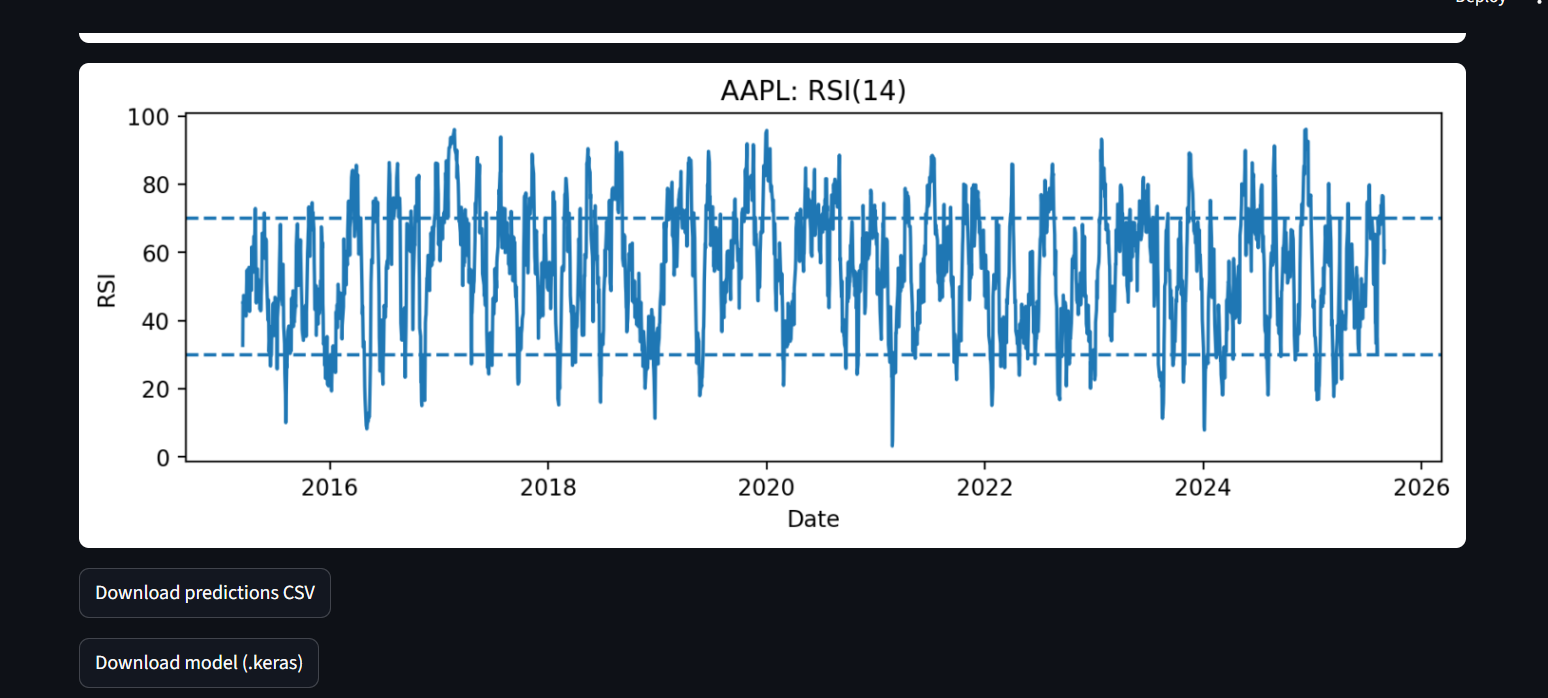 Deploy
AAPL: RSI(14)
100
80
60
40
20
0
RSI
2016
2018
2020
2022
2024
2026
Date
Download predictions CSV
Download model (.keras)